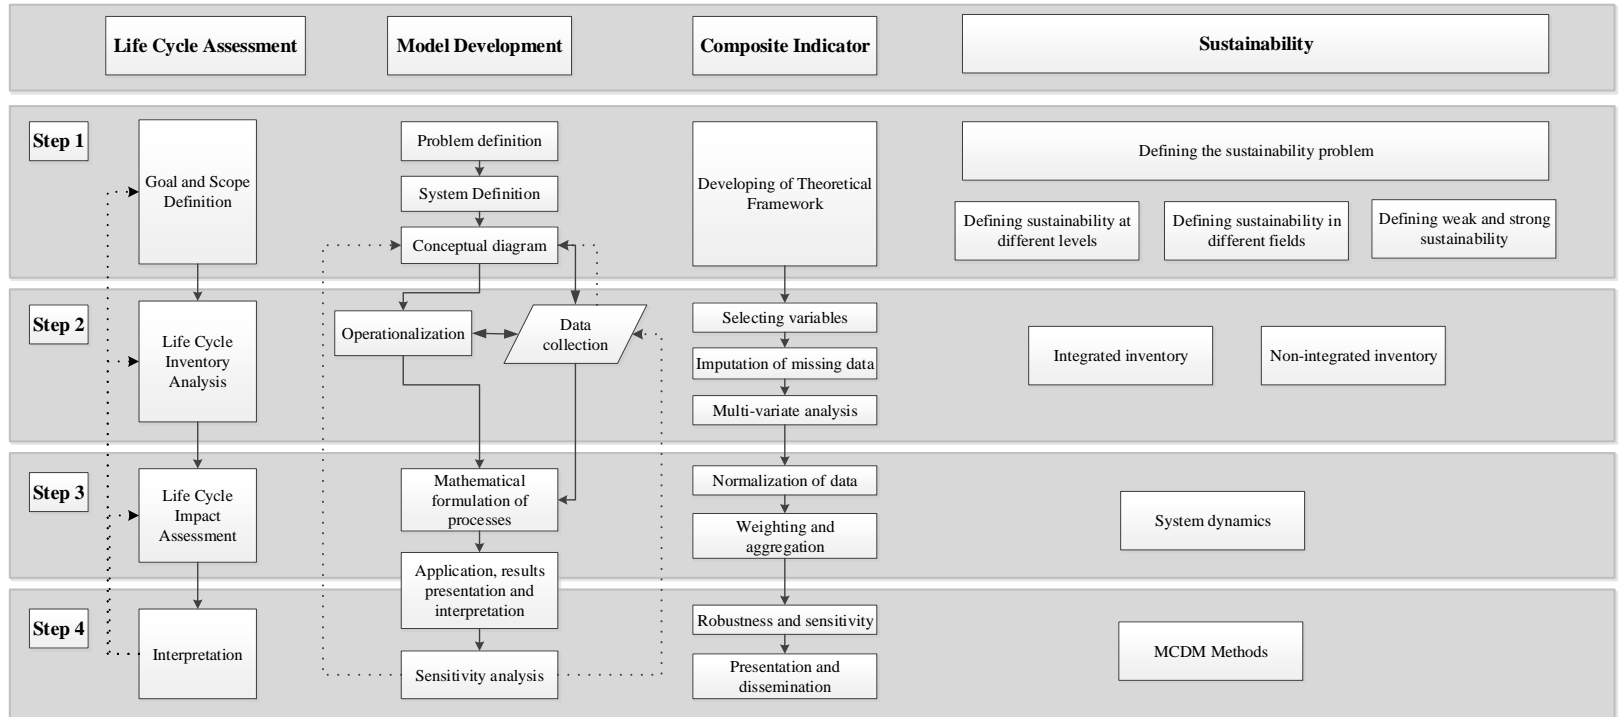 Life Cycle Assessment
Model Development
Composite Indicator
Sustainability
Step 1
Goal and Scope
Definition
Problem definition
System Definition
Conceptual diagram
Developing of Theoretical
Framework
Defining the sustainability problem
Defining sustainability at
different levels
Defining sustainability in
different fields
Defining weak and strong
sustainability
Step 2
Life Cycle
Inventory
Analysis
Operationalization
Data
collection
Selecting variables
Imputation of missing data
Multi-variate analysis
Integrated inventory
Non-integrated inventory
Step 3
Life Cycle
Impact
Assessment
Mathematical
formulation of
processes
Application, results
presentation and
interpretation
Normalization of data
Weighting and
aggregation
System dynamics
Step 4
Interpretation
Sensitivity analysis
Robustness and sensitivity
Presentation and
dissemination
MCDM Methods